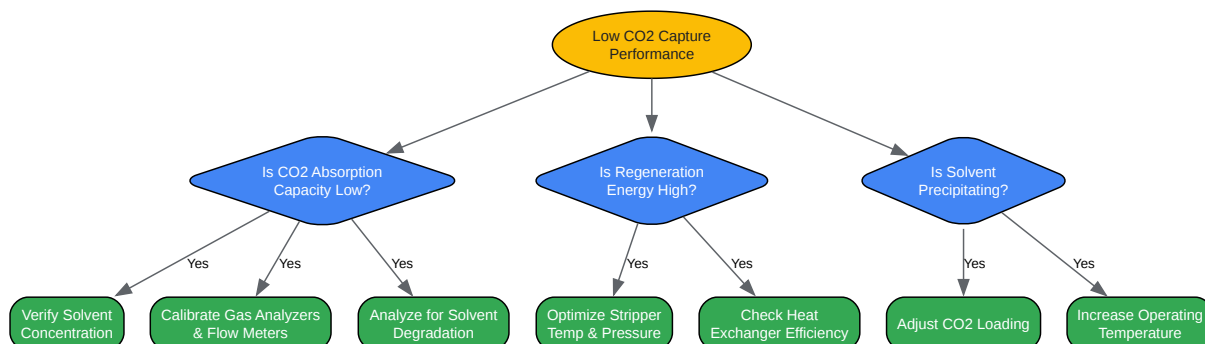 Low CO2 Capture
Performance
Is CO2 Absorption
Capacity Low?
Is Regeneration
Energy High?
Is Solvent
Precipitating?
Yes
Yes
Yes
Yes
Yes
Yes
Yes
Verify Solvent
Concentration
Calibrate Gas Analyzers
& Flow Meters
Analyze for Solvent
Degradation
Optimize Stripper
Temp & Pressure
Check Heat
Exchanger Efficiency
Adjust CO2 Loading
Increase Operating
Temperature